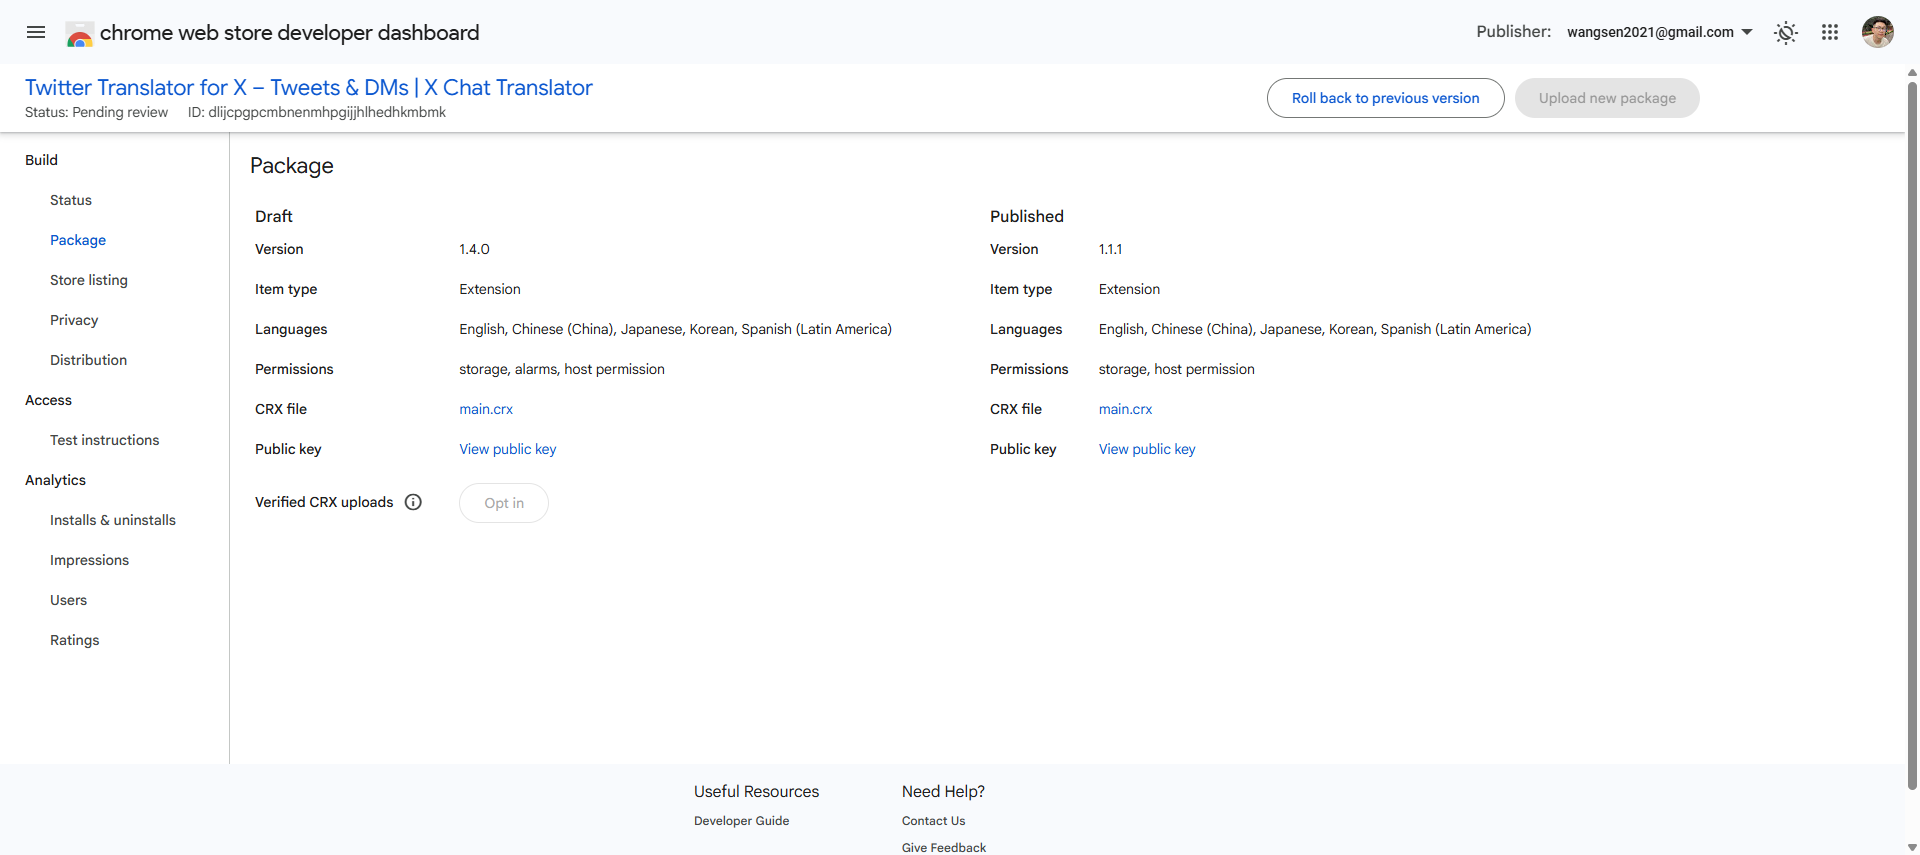 chrome web store developer dashboard
Publisher: wangsen2021@gmail.com
Twitter Translator for X – Tweets & DMs | X Chat Translator
Status: Pending review ID: dlijcpgpcmbnenmhpgijjhlhedhkmbmk
Roll back to previous version
Upload new package
Build
Status
Package
Store listing
Privacy
Distribution
Access
Test instructions
Analytics
Installs & uninstalls
Impressions
Users
Ratings
Package
Draft
Version 1.4.0
Item type Extension
Languages English, Chinese (China), Japanese, Korean, Spanish (Latin America)
Permissions storage, alarms, host permission
CRX file main.crx
Public key View public key
Verified CRX uploads Opt in
Published
Version 1.1.1
Item type Extension
Languages English, Chinese (China), Japanese, Korean, Spanish (Latin America)
Permissions storage, host permission
CRX file main.crx
Public key View public key
Useful Resources
Developer Guide
Need Help?
Contact Us
Give Feedback